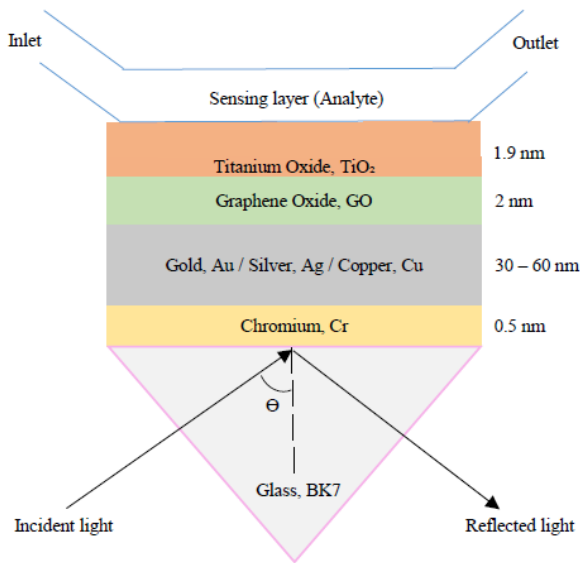 Inlet
Outlet
Sensing layer (Analyte)
Titanium Oxide, TiO₂
1.9 nm
Graphene Oxide, GO
2 nm
Gold, Au / Silver, Ag / Copper, Cu
30 – 60 nm
Chromium, Cr
0.5 nm
Ɵ
Glass, BK7
Incident light
Reflected light